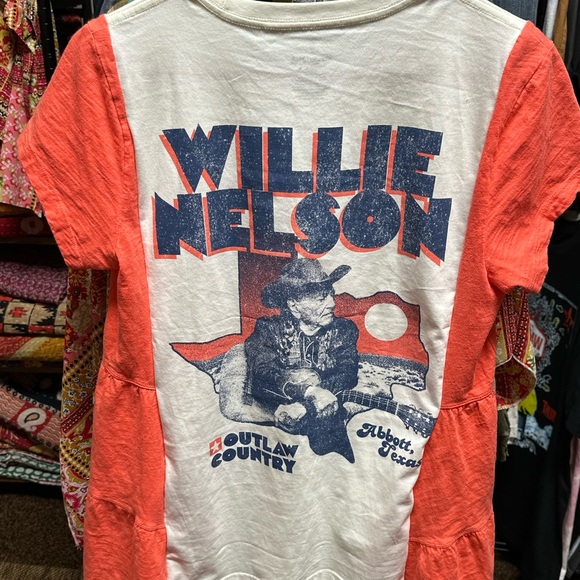 WILLIE
NELSON
OUTLAW
COUNTRY
Abbott,
Texas